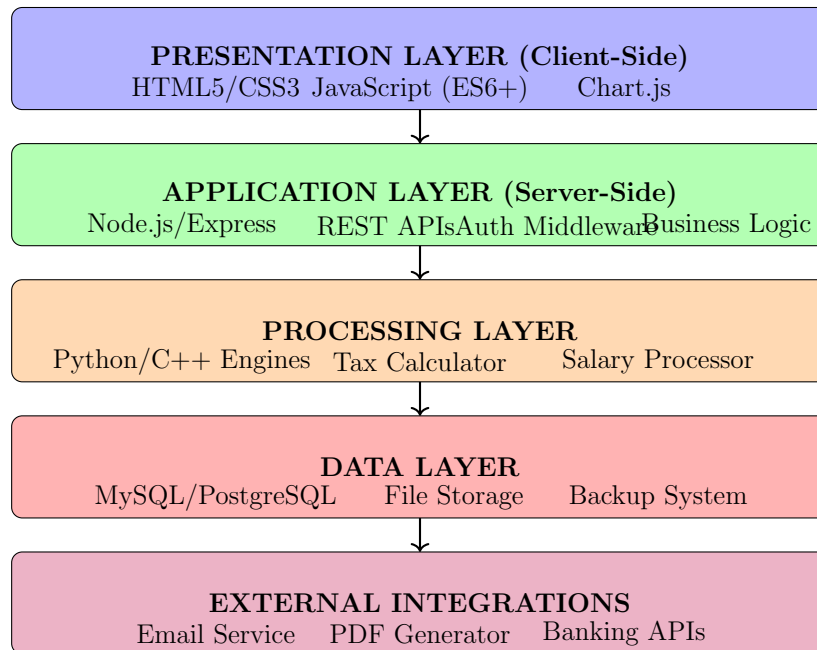 PRESENTATION LAYER (Client-Side)
HTML5/CSS3 JavaScript (ES6+) Chart.js
APPLICATION LAYER (Server-Side)
Node.js/Express REST APIs Auth Middleware Business Logic
PROCESSING LAYER
Python/C++ Engines Tax Calculator Salary Processor
DATA LAYER
MySQL/PostgreSQL File Storage Backup System
EXTERNAL INTEGRATIONS
Email Service PDF Generator Banking APIs